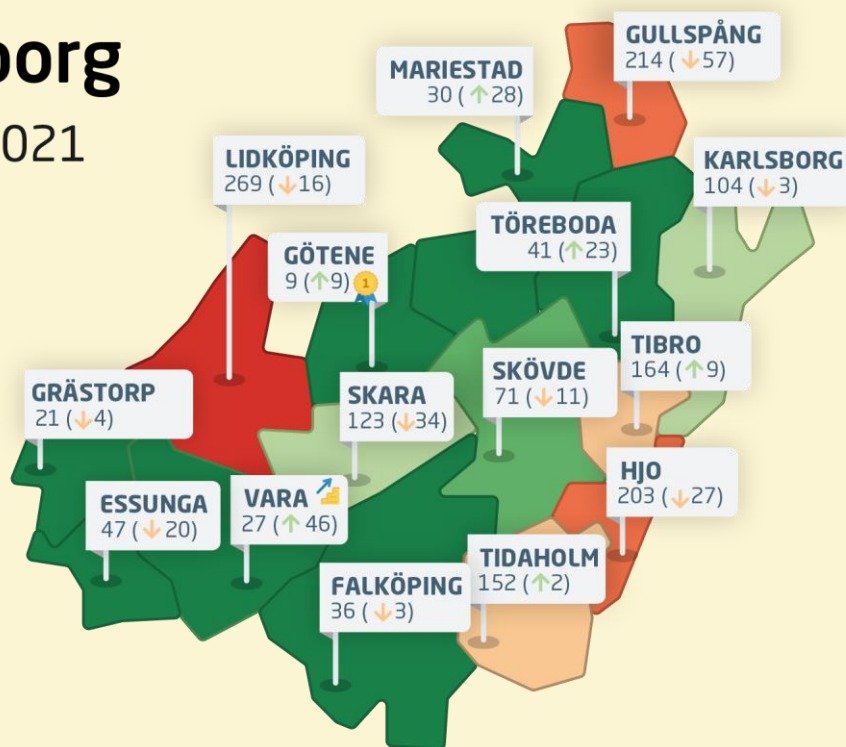 borg
021
GULLSPÅNG
214 (↓57)
MARIESTAD
30 (↑28)
LIDKÖPING
269 (↓16)
KARLSBORG
104 (↓3)
TÖREBODA
41 (↑23)
GÖTENE
9 (↑9)
1
TIBRO
164 (↑9)
SKÖVDE
71 (↓11)
GRÄSTORP
21 (↓4)
SKARA
123 (↓34)
HJO
203 (↓27)
ESSUNGA
47 (↓20)
VARA
27 (↑46)
TIDAHOLM
152 (↑2)
FALKÖPING
36 (↓3)